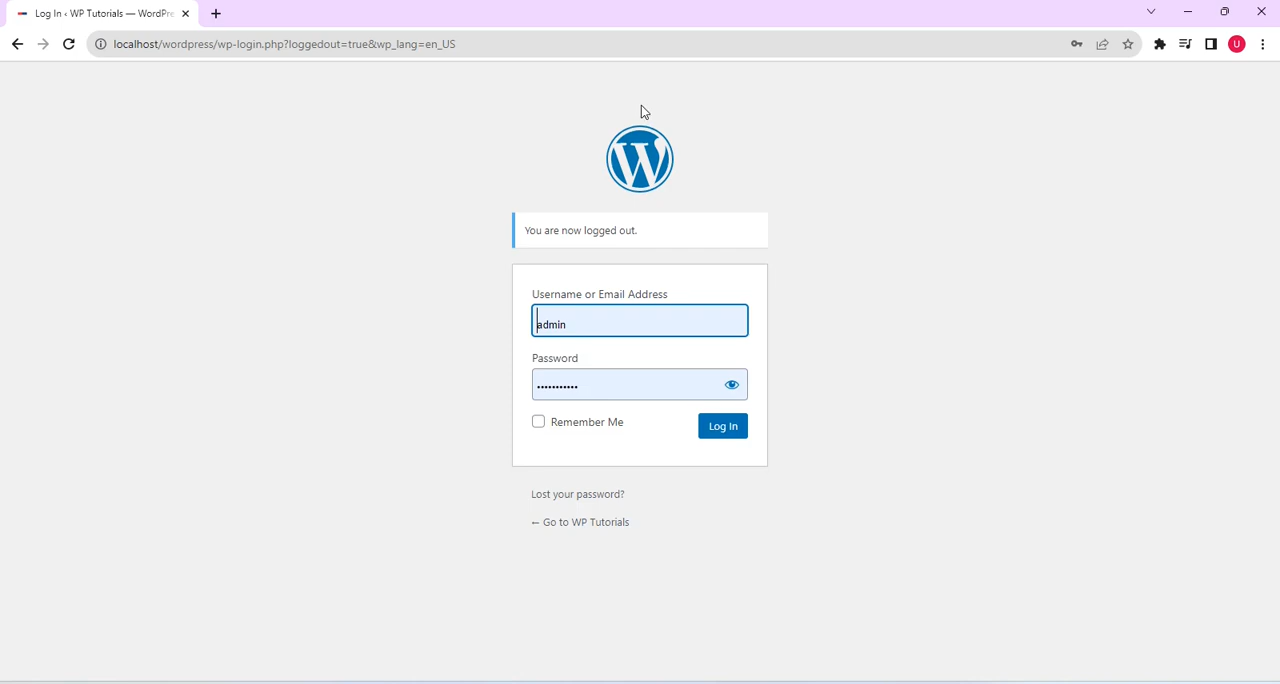 Log In ‹ WP Tutorials — WordPre
localhost/wordpress/wp-login.php?loggedout=true&wp_lang=en_US
U
You are now logged out.
Username or Email Address
admin
Password
•••••••••••
Remember Me
Log In
Lost your password?
← Go to WP Tutorials